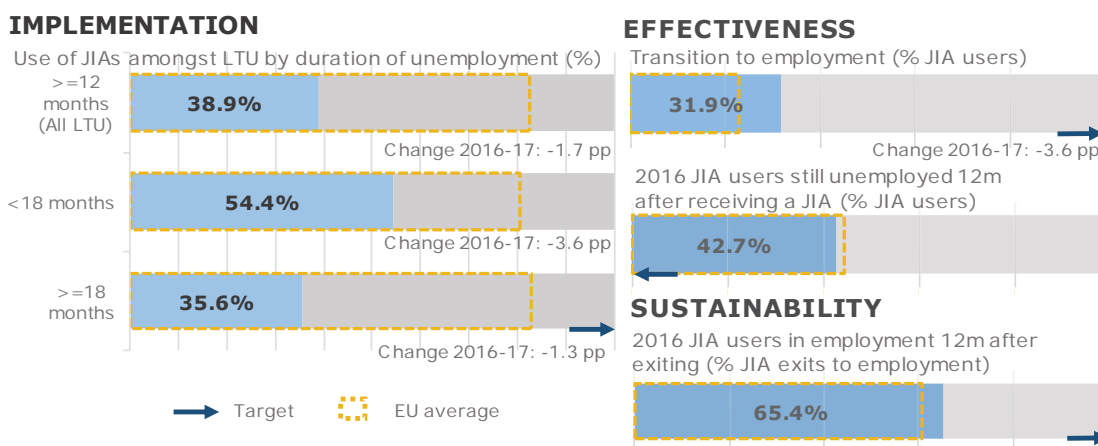 IMPLEMENTATION
Use of JIAs amongst LTU by duration of unemployment (%)
>=12
months
(All LTU)
38.9%
Change 2016-17: -1.7 pp
<18 months
54.4%
Change 2016-17: -3.6 pp
>=18
months
35.6%
Change 2016-17: -1.3 pp
Target
EU average
EFFECTIVENESS
Transition to employment (% JIA users)
31.9%
Change 2016-17: -3.6 pp
2016 JIA users still unemployed 12m
after receiving a JIA (% JIA users)
42.7%
SUSTAINABILITY
2016 JIA users in employment 12m after
exiting (% JIA exits to employment)
65.4%